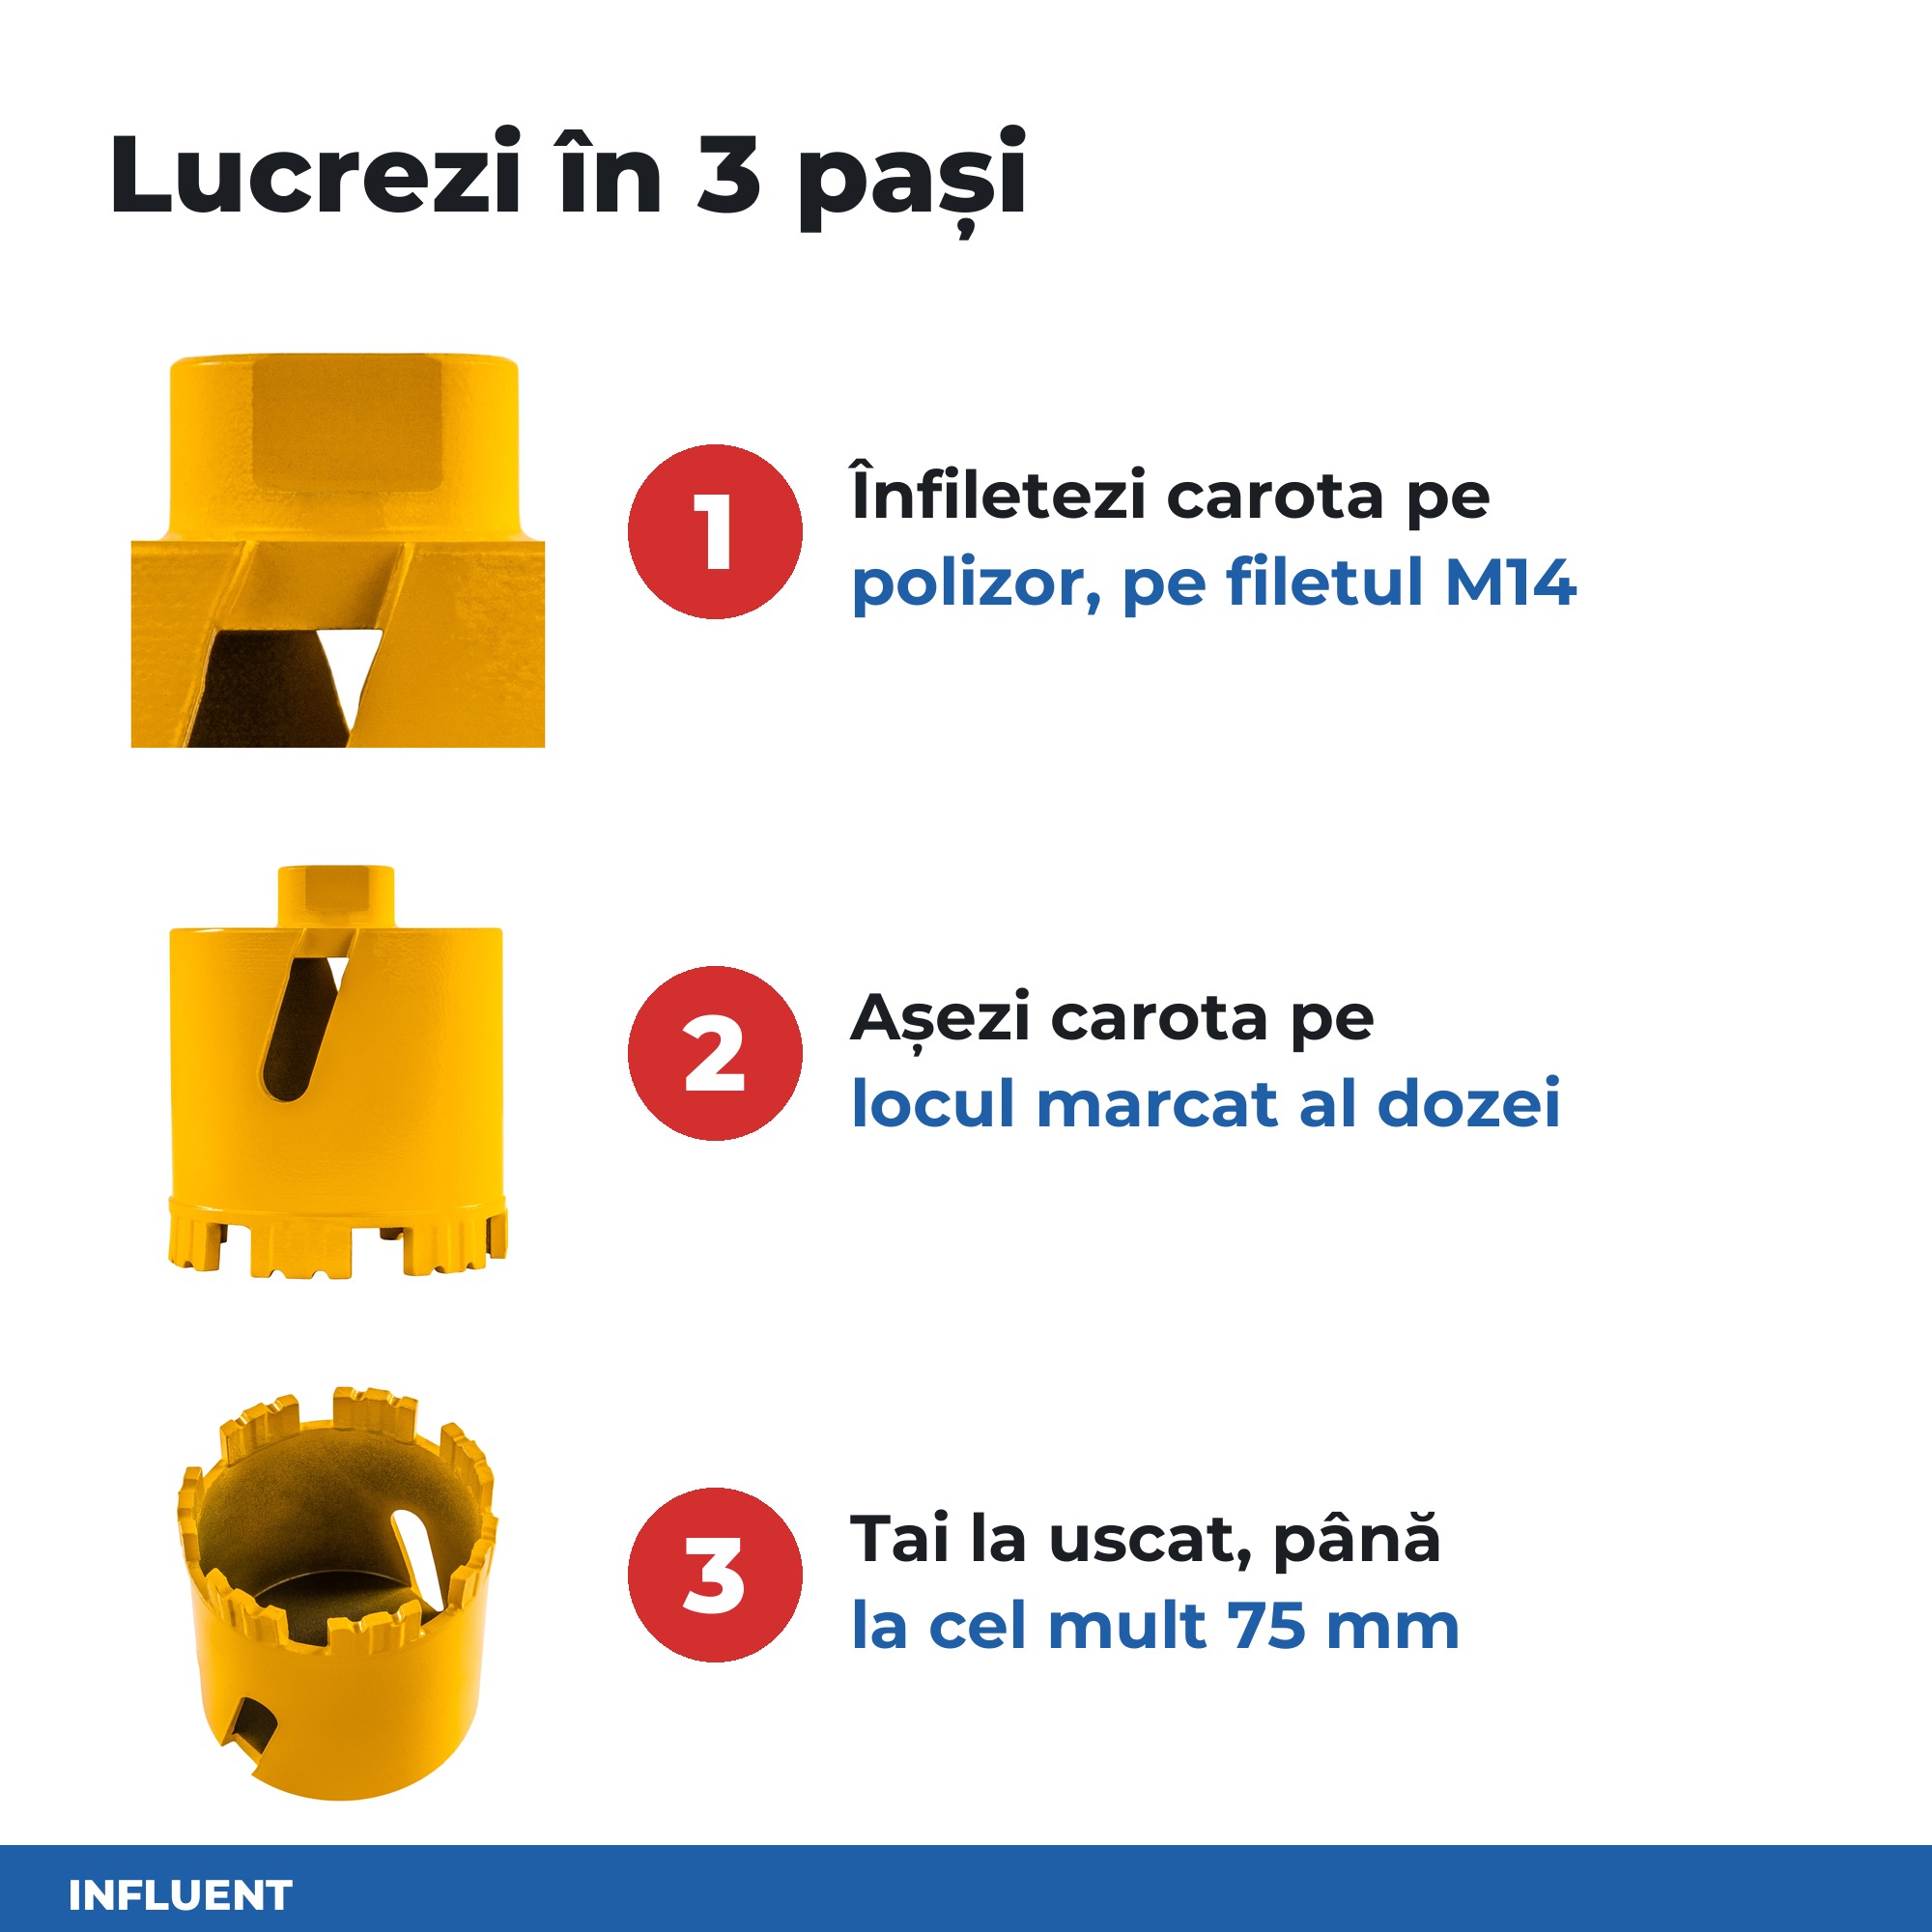 Lucrezi în 3 pași
1
Înfiletezi carota pe
polizor, pe filetul M14
2
Așezi carota pe
locul marcat al dozei
3
Tai la uscat, până
la cel mult 75 mm
INFLUENT